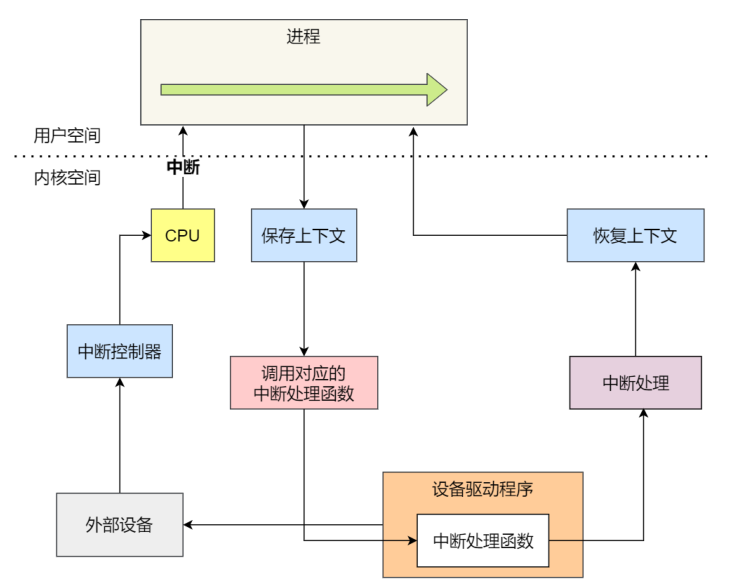 进程
用户空间
中断
内核空间
CPU
保存上下文
恢复上下文
中断控制器
调用对应的
中断处理函数
中断处理
设备驱动程序
外部设备
中断处理函数